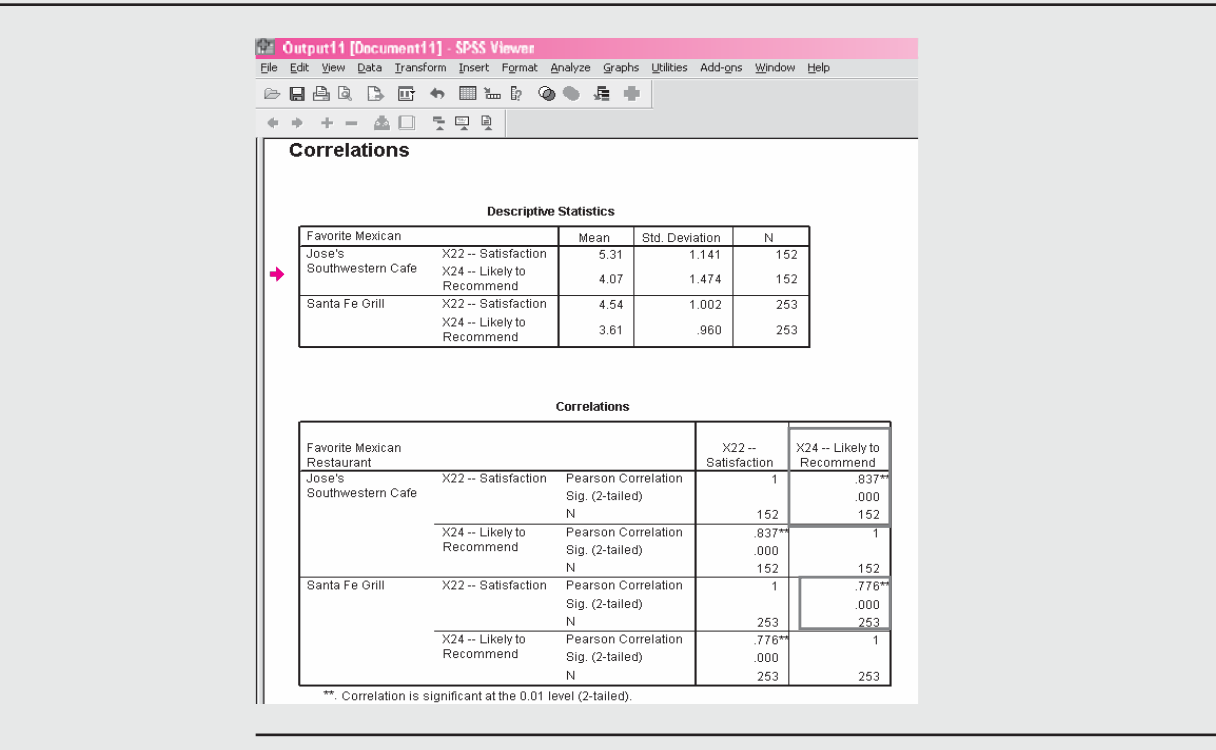 Output11 [Document11] - SPSS Viewer
File Edit View Data Transform Insert Format Analyze Graphs Utilities Add-ons Window Help
Correlations
Descriptive Statistics
Favorite Mexican Mean Std. Deviation N
Jose's Southwestern Cafe X22 -- Satisfaction 5.31 1.141 152
X24 -- Likely to Recommend 4.07 1.474 152
Santa Fe Grill X22 -- Satisfaction 4.54 1.002 253
X24 -- Likely to Recommend 3.61 .960 253
Correlations
Favorite Mexican Restaurant X22 -- Satisfaction X24 -- Likely to Recommend
Jose's Southwestern Cafe X22 -- Satisfaction Pearson Correlation 1 .837**
Sig. (2-tailed) .000
N 152 152
X24 -- Likely to Recommend Pearson Correlation .837** 1
Sig. (2-tailed) .000
N 152 152
Santa Fe Grill X22 -- Satisfaction Pearson Correlation 1 .776**
Sig. (2-tailed) .000
N 253 253
X24 -- Likely to Recommend Pearson Correlation .776** 1
Sig. (2-tailed) .000
N 253 253
**. Correlation is significant at the 0.01 level (2-tailed).